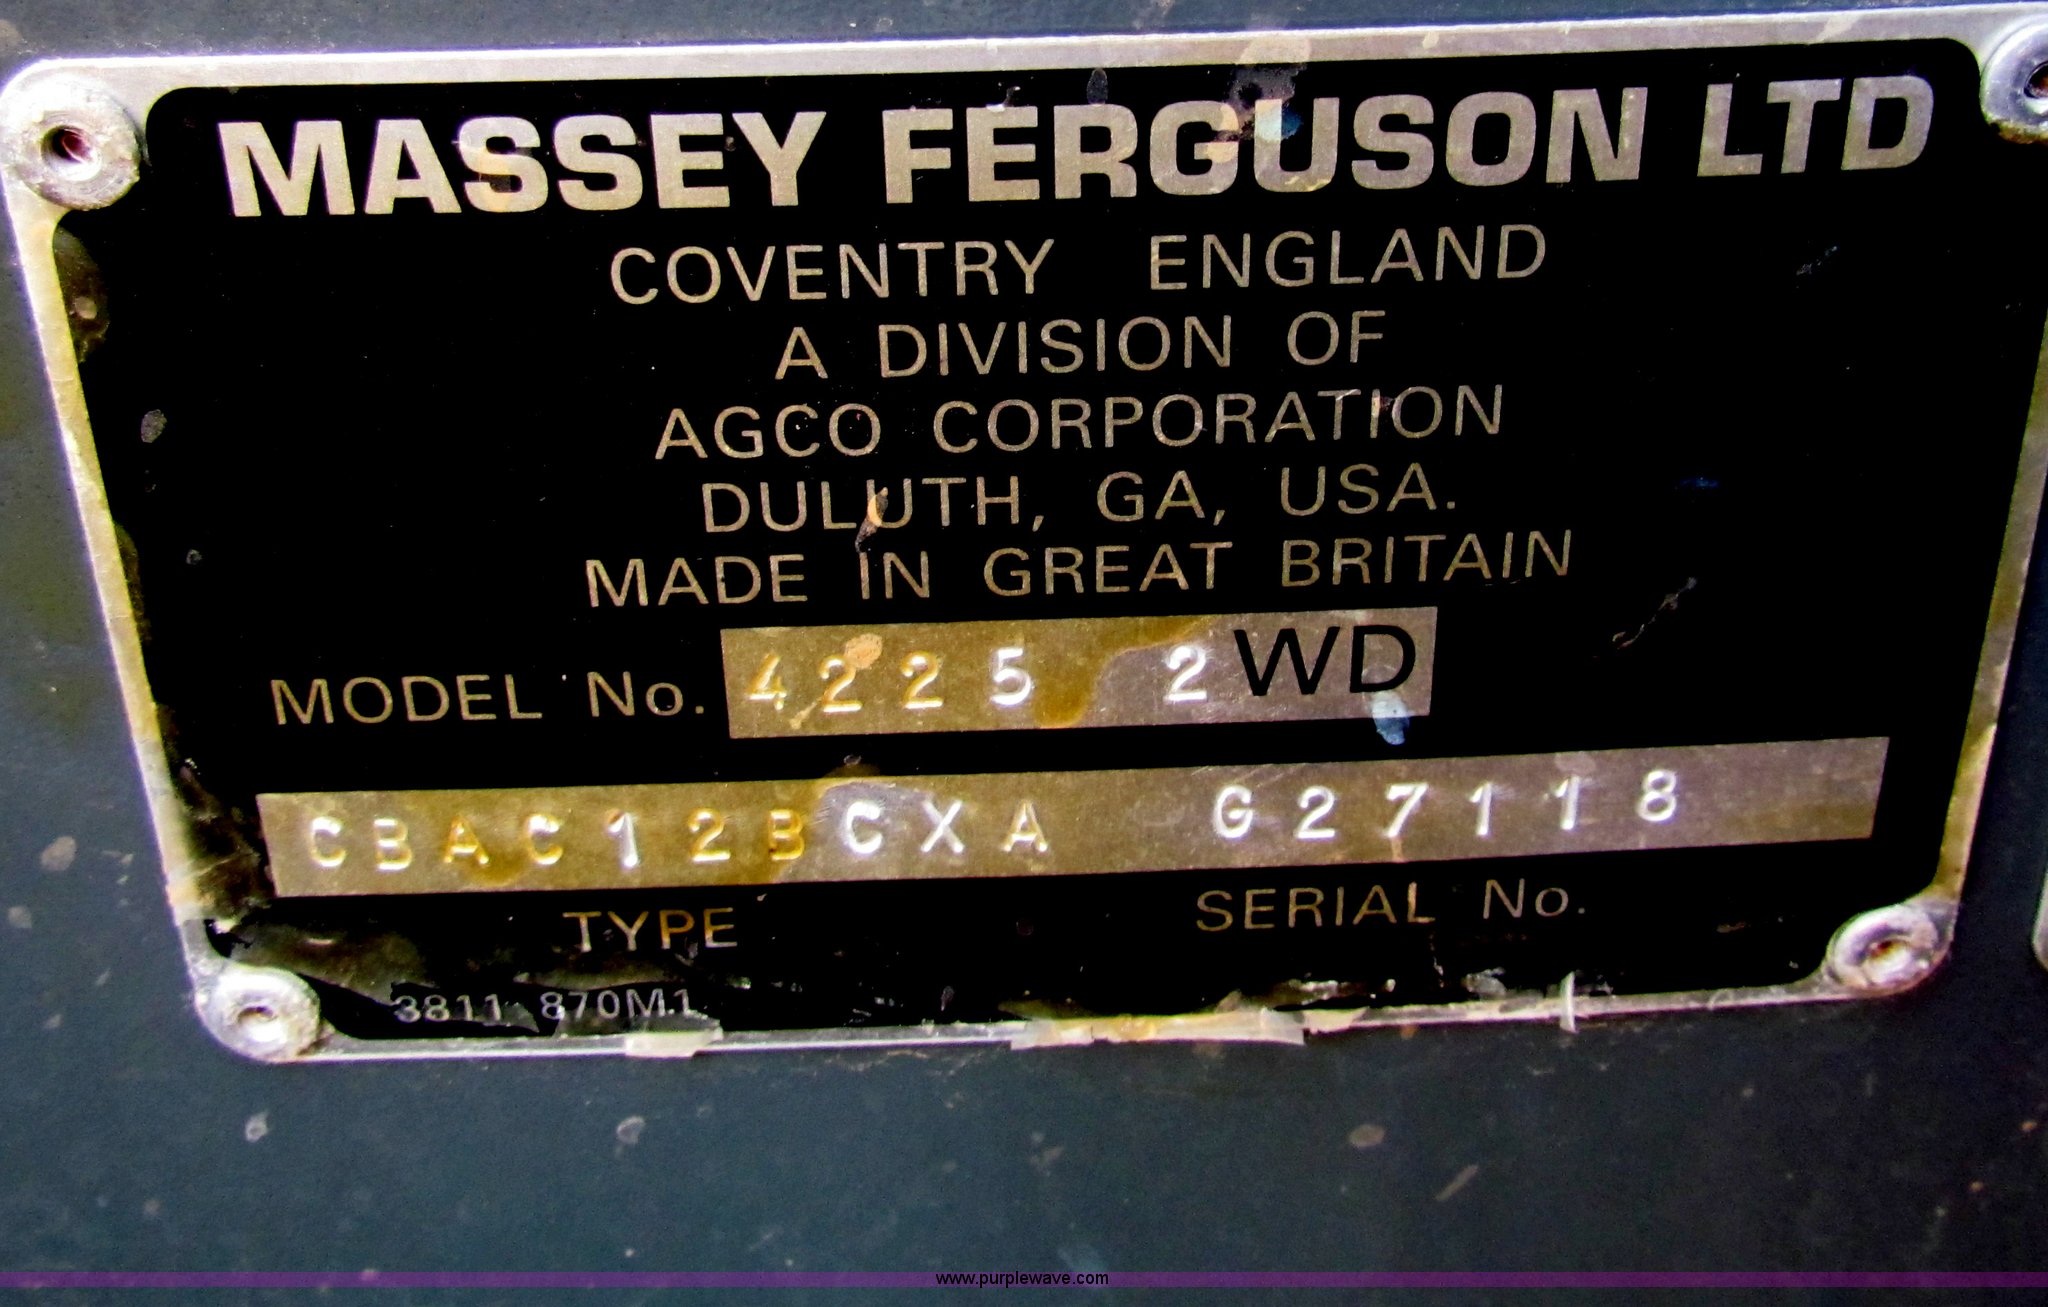 MASSEY FERGUSON LTD
COVENTRY ENGLAND
A DIVISION OF
AGCO CORPORATION
DULUTH, GA, USA.
MADE IN GREAT BRITAIN
MODEL No. 4225 2WD
CBAC12BCXA G27118
TYPE SERIAL No.
3811 870M1
www.purplewave.com